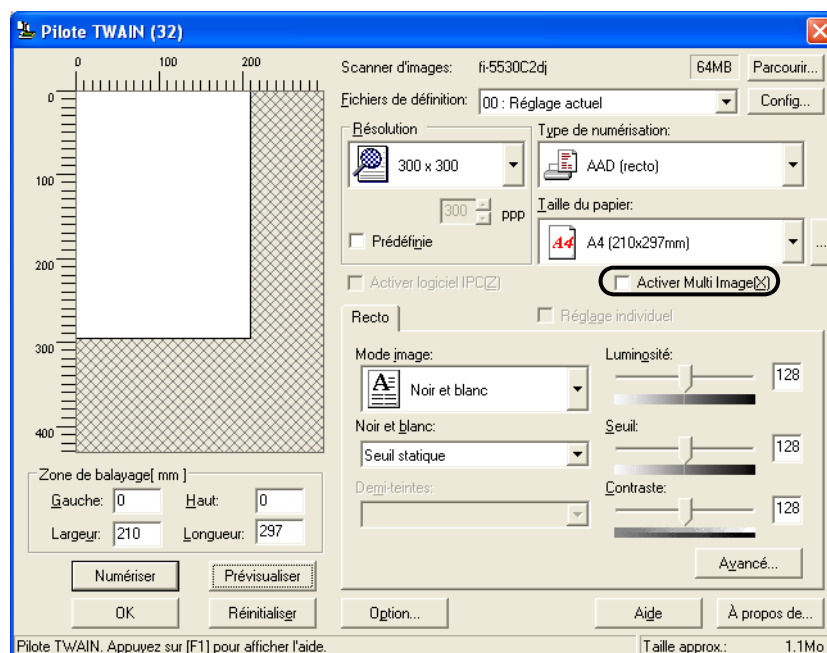 Pilote TWAIN (32)
0 100 200
0
100
200
300
400
Scanner d'images: fi-5530C2dj 64MB Parcourir...
Fichiers de définition: 00 : Réglage actuel Config...
Résolution
300 x 300
300 ppp
Prédéfinie
Type de numérisation:
AAD (recto)
Taille du papier:
A4 A4 (210x297mm) ...
Activer logiciel IPC(Z) Activer Multi Image(X)
Recto Réglage individuel
Mode image:
A Noir et blanc
Noir et blanc:
Seuil statique
Demi-teintes:
Luminosité:
128
Seuil:
128
Contraste:
128
Avancé...
Zone de balayage[ mm ]
Gauche: 0 Haut: 0
Largeur: 210 Longueur: 297
Numériser Prévisualiser
OK Réinitialiser Option... Aide À propos de...
Pilote TWAIN. Appuyez sur [F1] pour afficher l'aide. Taille approx.: 1.1Mo